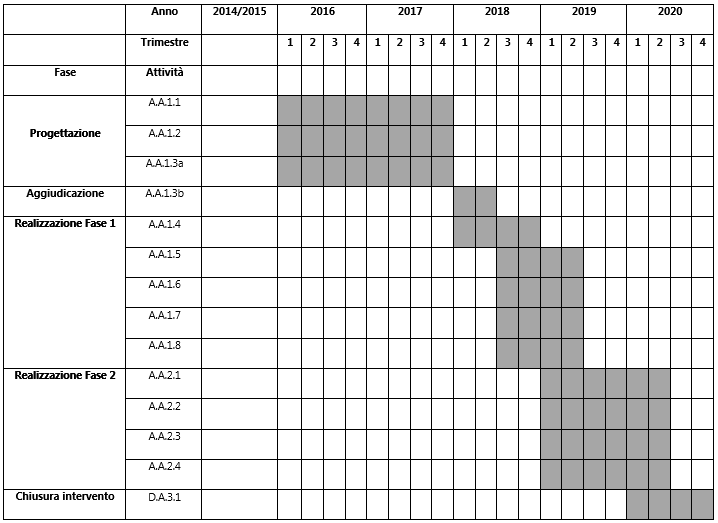 Anno 2014/2015 2016 2017 2018 2019 2020
Trimestre 1 2 3 4 1 2 3 4 1 2 3 4 1 2 3 4 1 2 3 4
Fase Attività
A.A.1.1
Progettazione A.A.1.2
A.A.1.3a
Aggiudicazione A.A.1.3b
Realizzazione Fase 1 A.A.1.4
A.A.1.5
A.A.1.6
A.A.1.7
A.A.1.8
Realizzazione Fase 2 A.A.2.1
A.A.2.2
A.A.2.3
A.A.2.4
Chiusura intervento D.A.3.1